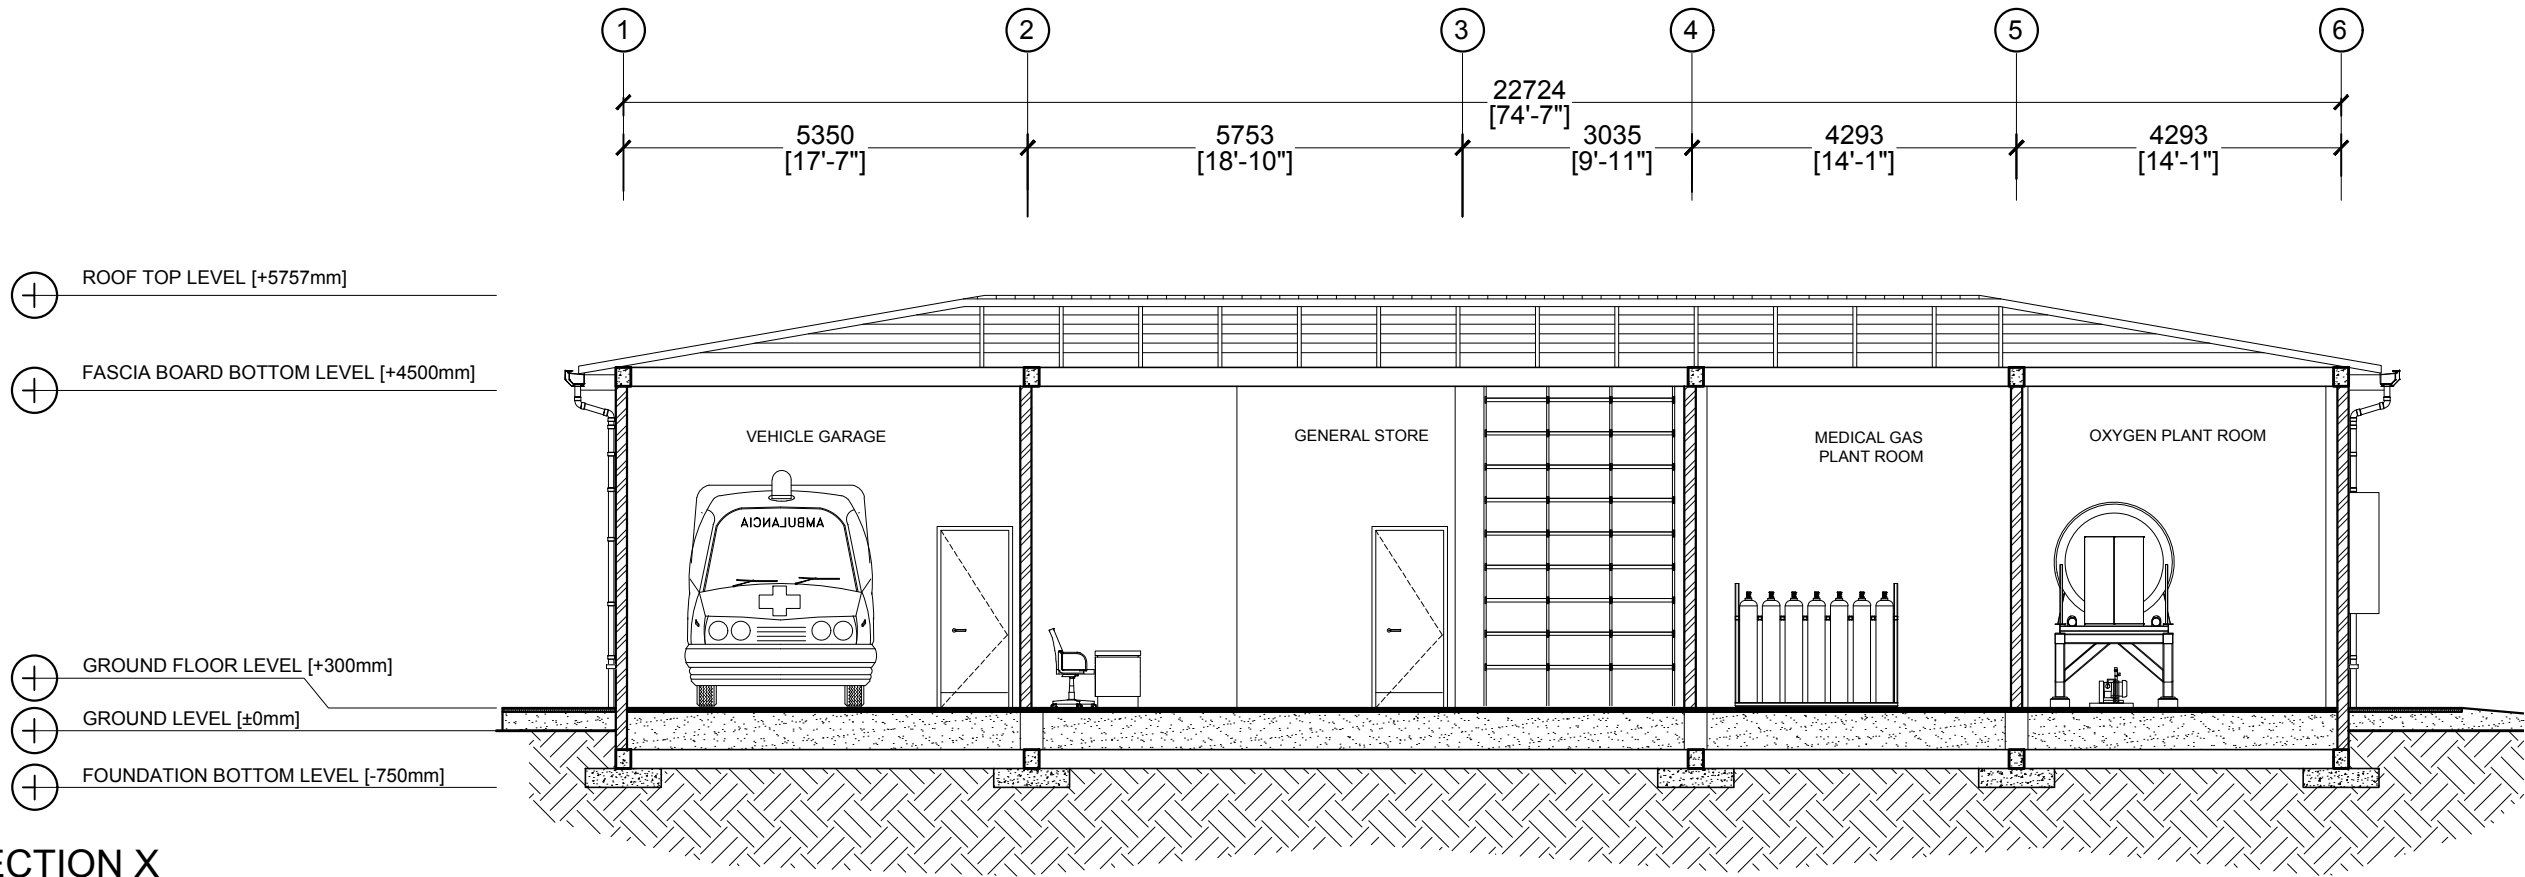 1 2 3 4 5 6
22724
[74'-7"]
5350 5753 3035 4293 4293
[17'-7"] [18'-10"] [9'-11"] [14'-1"] [14'-1"]
ROOF TOP LEVEL [+5757mm]
FASCIA BOARD BOTTOM LEVEL [+4500mm]
VEHICLE GARAGE
GENERAL STORE
MEDICAL GAS
PLANT ROOM
OXYGEN PLANT ROOM
AMBULANCIA
GROUND FLOOR LEVEL [+300mm]
GROUND LEVEL [±0mm]
FOUNDATION BOTTOM LEVEL [-750mm]
ECTION X